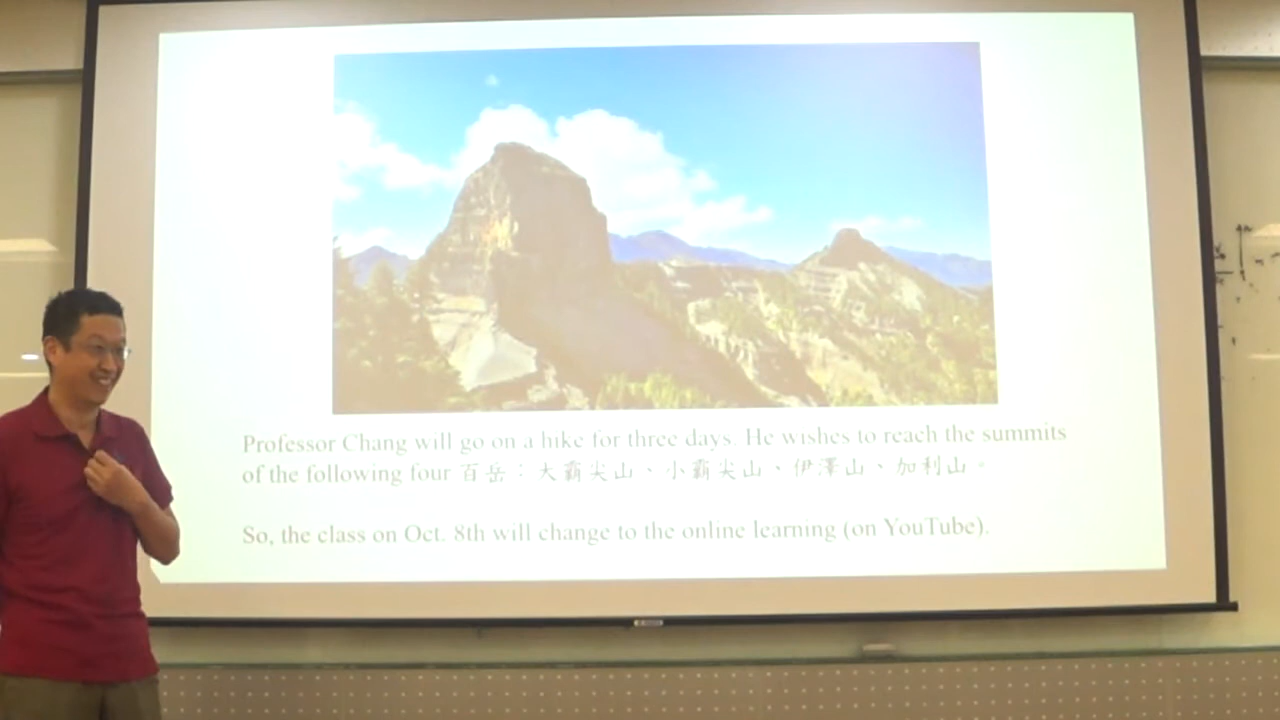 Professor Chang will go on a hike for three days. He wishes to reach the summits
of the following four 百岳：大霸尖山、小霸尖山、伊澤山、加利山。
So, the class on Oct. 8th will change to the online learning (on YouTube).